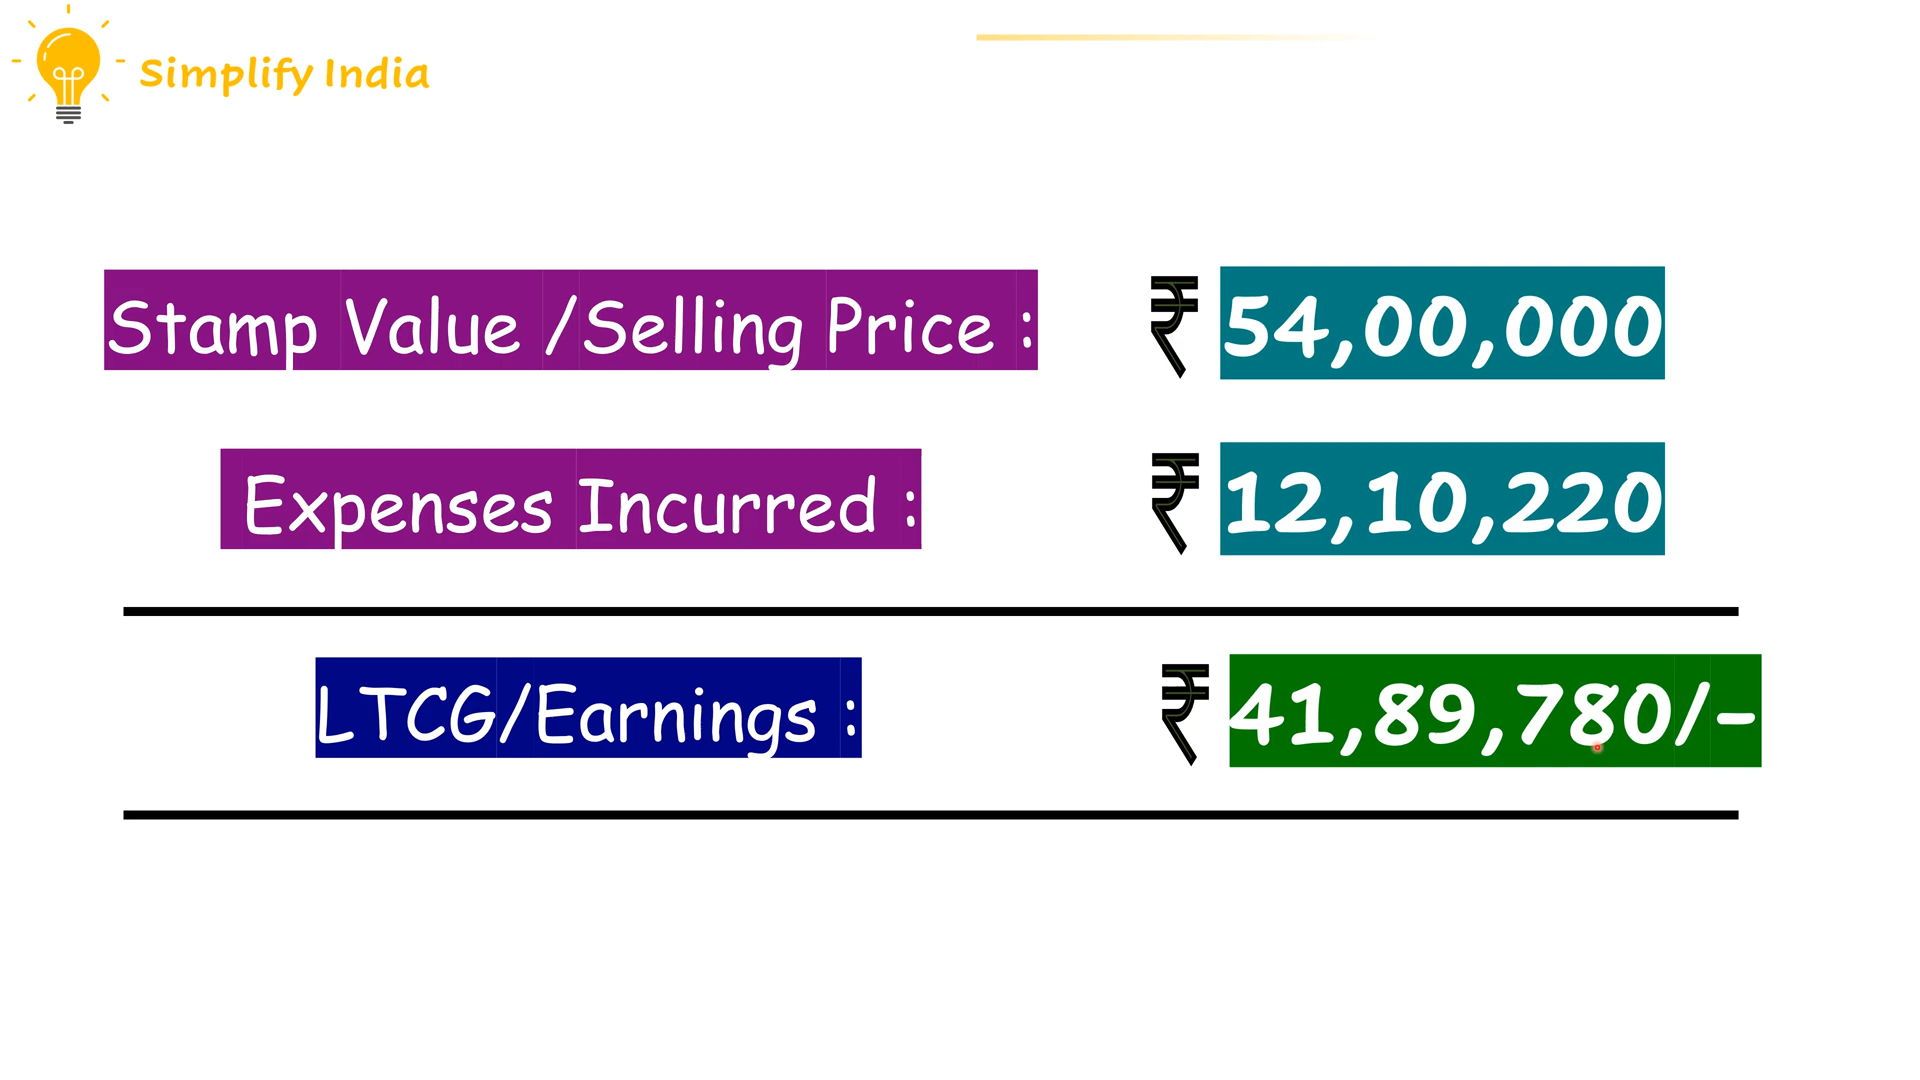 Simplify India
Stamp Value /Selling Price : ₹ 54,00,000
Expenses Incurred : ₹ 12,10,220
LTCG/Earnings : ₹ 41,89,780/-